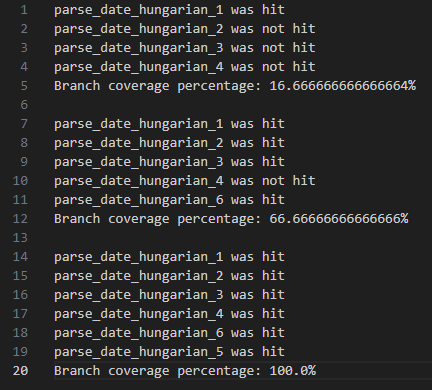 1 parse_date_hungarian_1 was hit
2 parse_date_hungarian_2 was not hit
3 parse_date_hungarian_3 was not hit
4 parse_date_hungarian_4 was not hit
5 Branch coverage percentage: 16.666666666666664%
6
7 parse_date_hungarian_1 was hit
8 parse_date_hungarian_2 was hit
9 parse_date_hungarian_3 was hit
10 parse_date_hungarian_4 was not hit
11 parse_date_hungarian_6 was hit
12 Branch coverage percentage: 66.66666666666666%
13
14 parse_date_hungarian_1 was hit
15 parse_date_hungarian_2 was hit
16 parse_date_hungarian_3 was hit
17 parse_date_hungarian_4 was hit
18 parse_date_hungarian_6 was hit
19 parse_date_hungarian_5 was hit
20 Branch coverage percentage: 100.0%